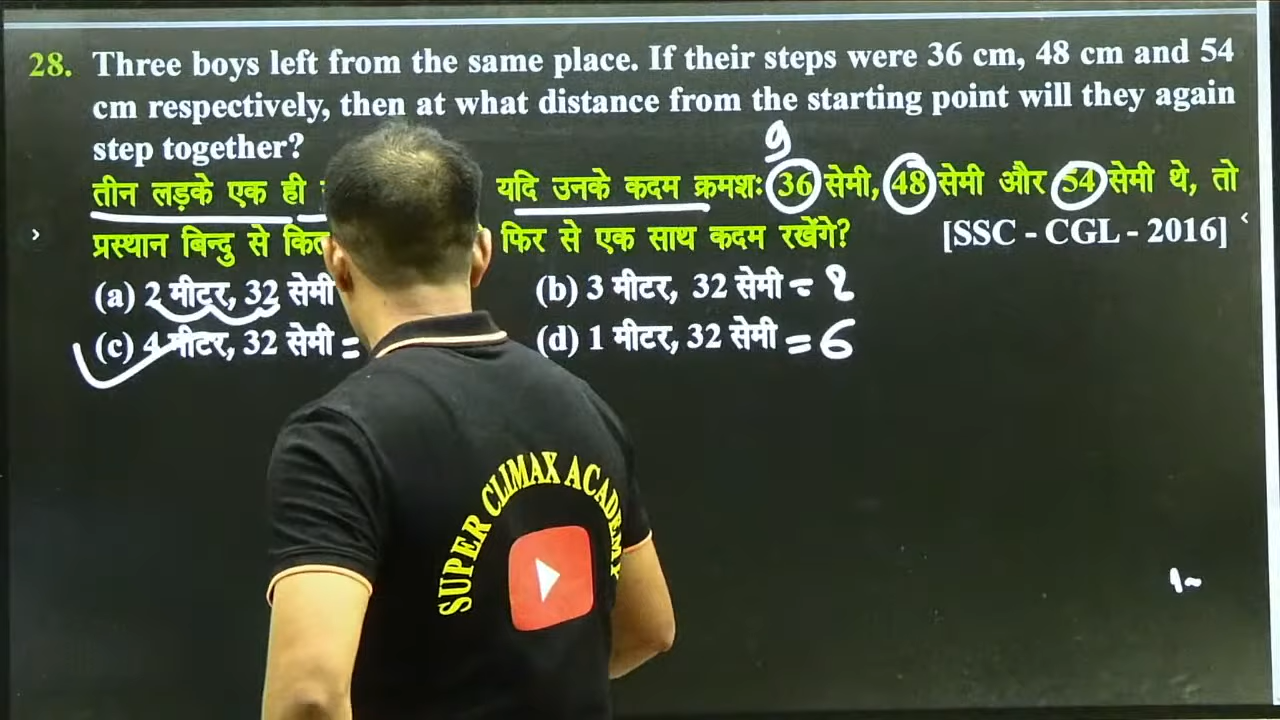 28. Three boys left from the same place. If their steps were 36 cm, 48 cm and 54
cm respectively, then at what distance from the starting point will they again
step together?
9
तीन लड़के एक ही यदि उनके कदम क्रमशः 36 सेमी, 48 सेमी और 54 सेमी थे, तो
प्रस्थान बिन्दु से फिर से एक साथ कदम रखेंगे? [SSC - CGL - 2016]
(a) 2 मीटर, 32 सेमी (b) 3 मीटर, 32 सेमी = 8
(c) 4 मीटर, 32 सेमी = (d) 1 मीटर, 32 सेमी = 6
SUPER CLIMAX ACADEMY